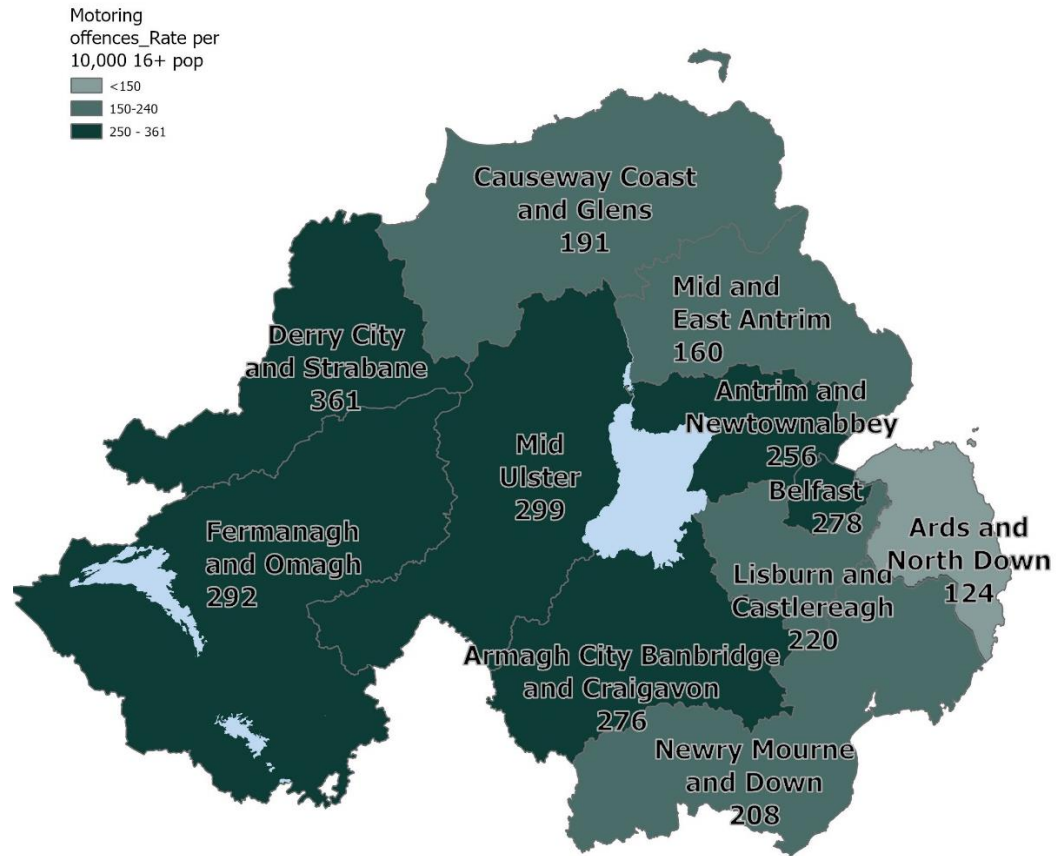 Motoring
offences_Rate per
10,000 16+ pop
<150
150-240
250 - 361
Causeway Coast
and Glens
191
Mid and
East Antrim
160
Derry City
and Strabane
361
Antrim and
Newtownabbey
256
Mid
Ulster
299
Belfast
278
Fermanagh
and Omagh
292
Ards and
North Down
124
Lisburn and
Castlereagh
220
Armagh City Banbridge
and Craigavon
276
Newry Mourne
and Down
208